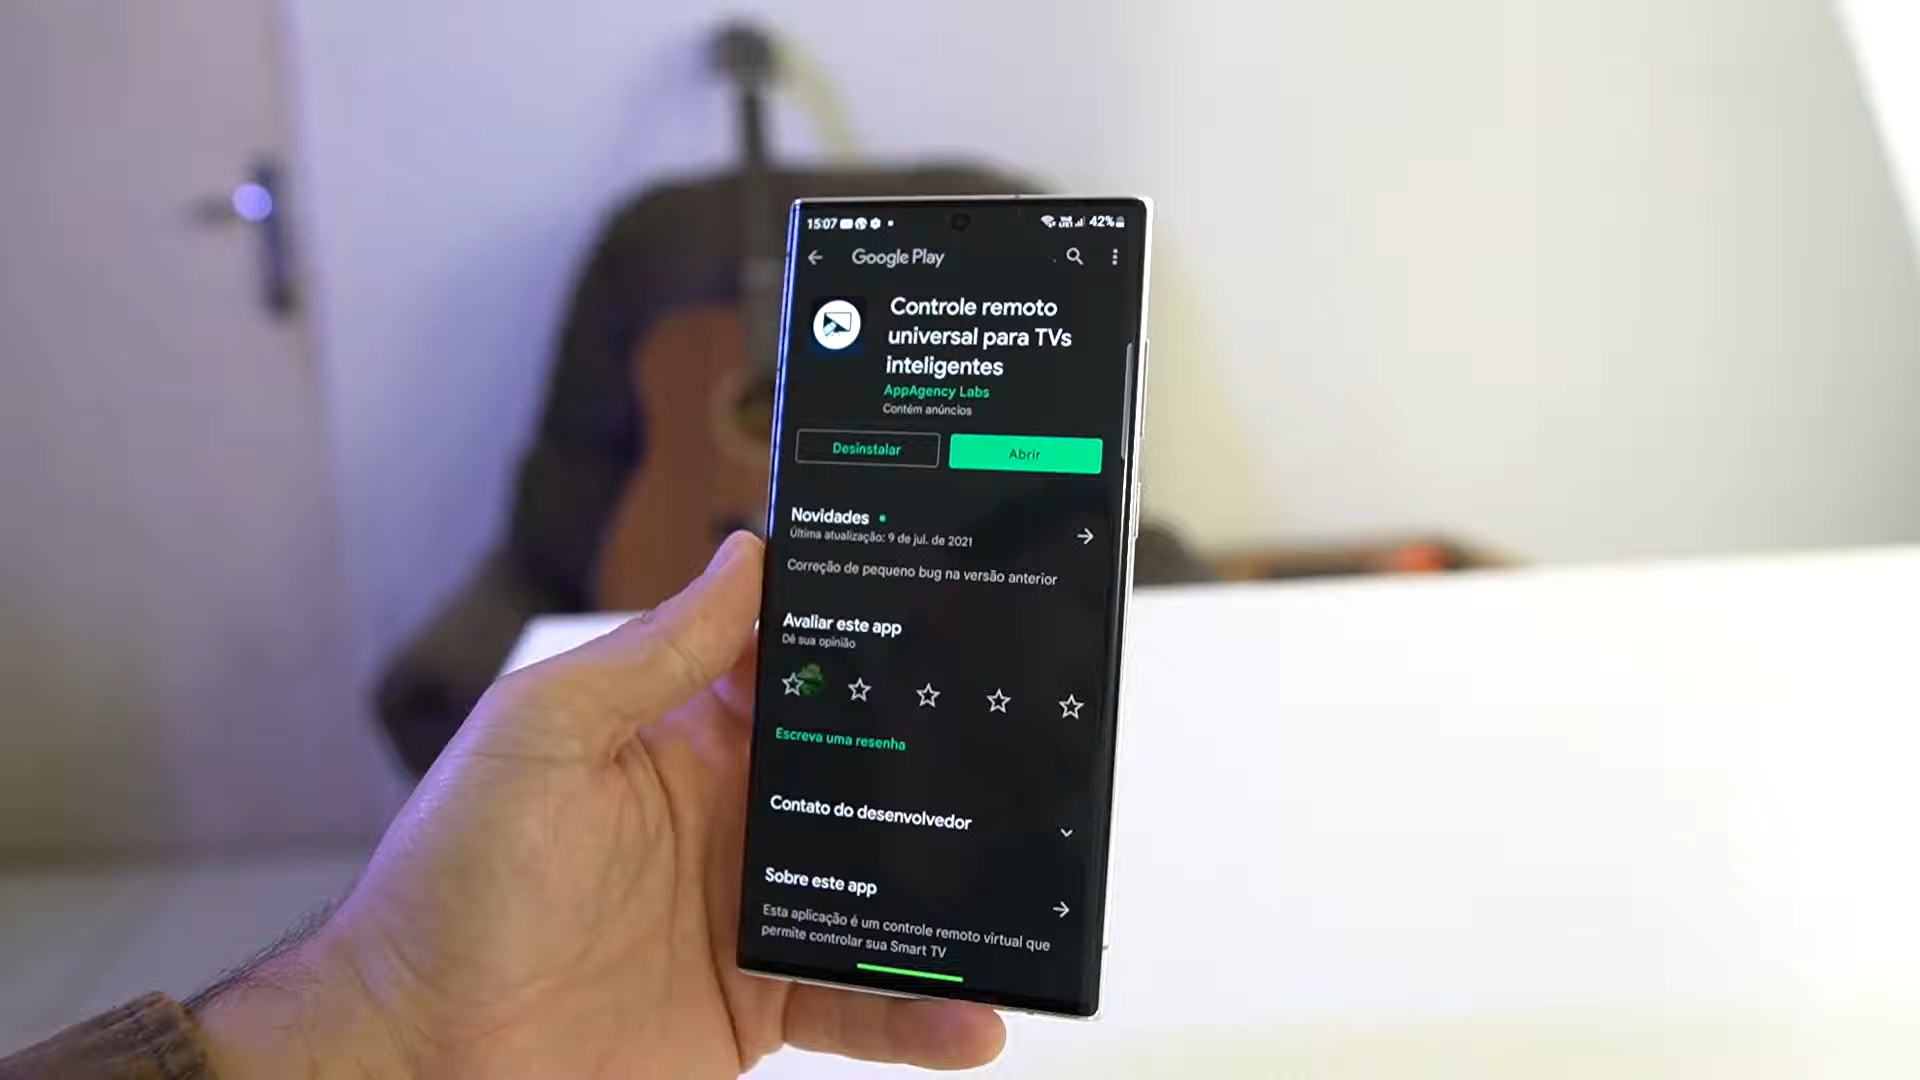 15:07
42%
Google Play
Controle remoto
universal para TVs
inteligentes
AppAgency Labs
Contém anúncios
Desinstalar
Abrir
Novidades
Última atualização: 9 de jul. de 2021
Correção de pequeno bug na versão anterior
Avaliar este app
Dê sua opinião
Escreva uma resenha
Contato do desenvolvedor
Sobre este app
Esta aplicação é um controle remoto virtual que
permite controlar sua Smart TV